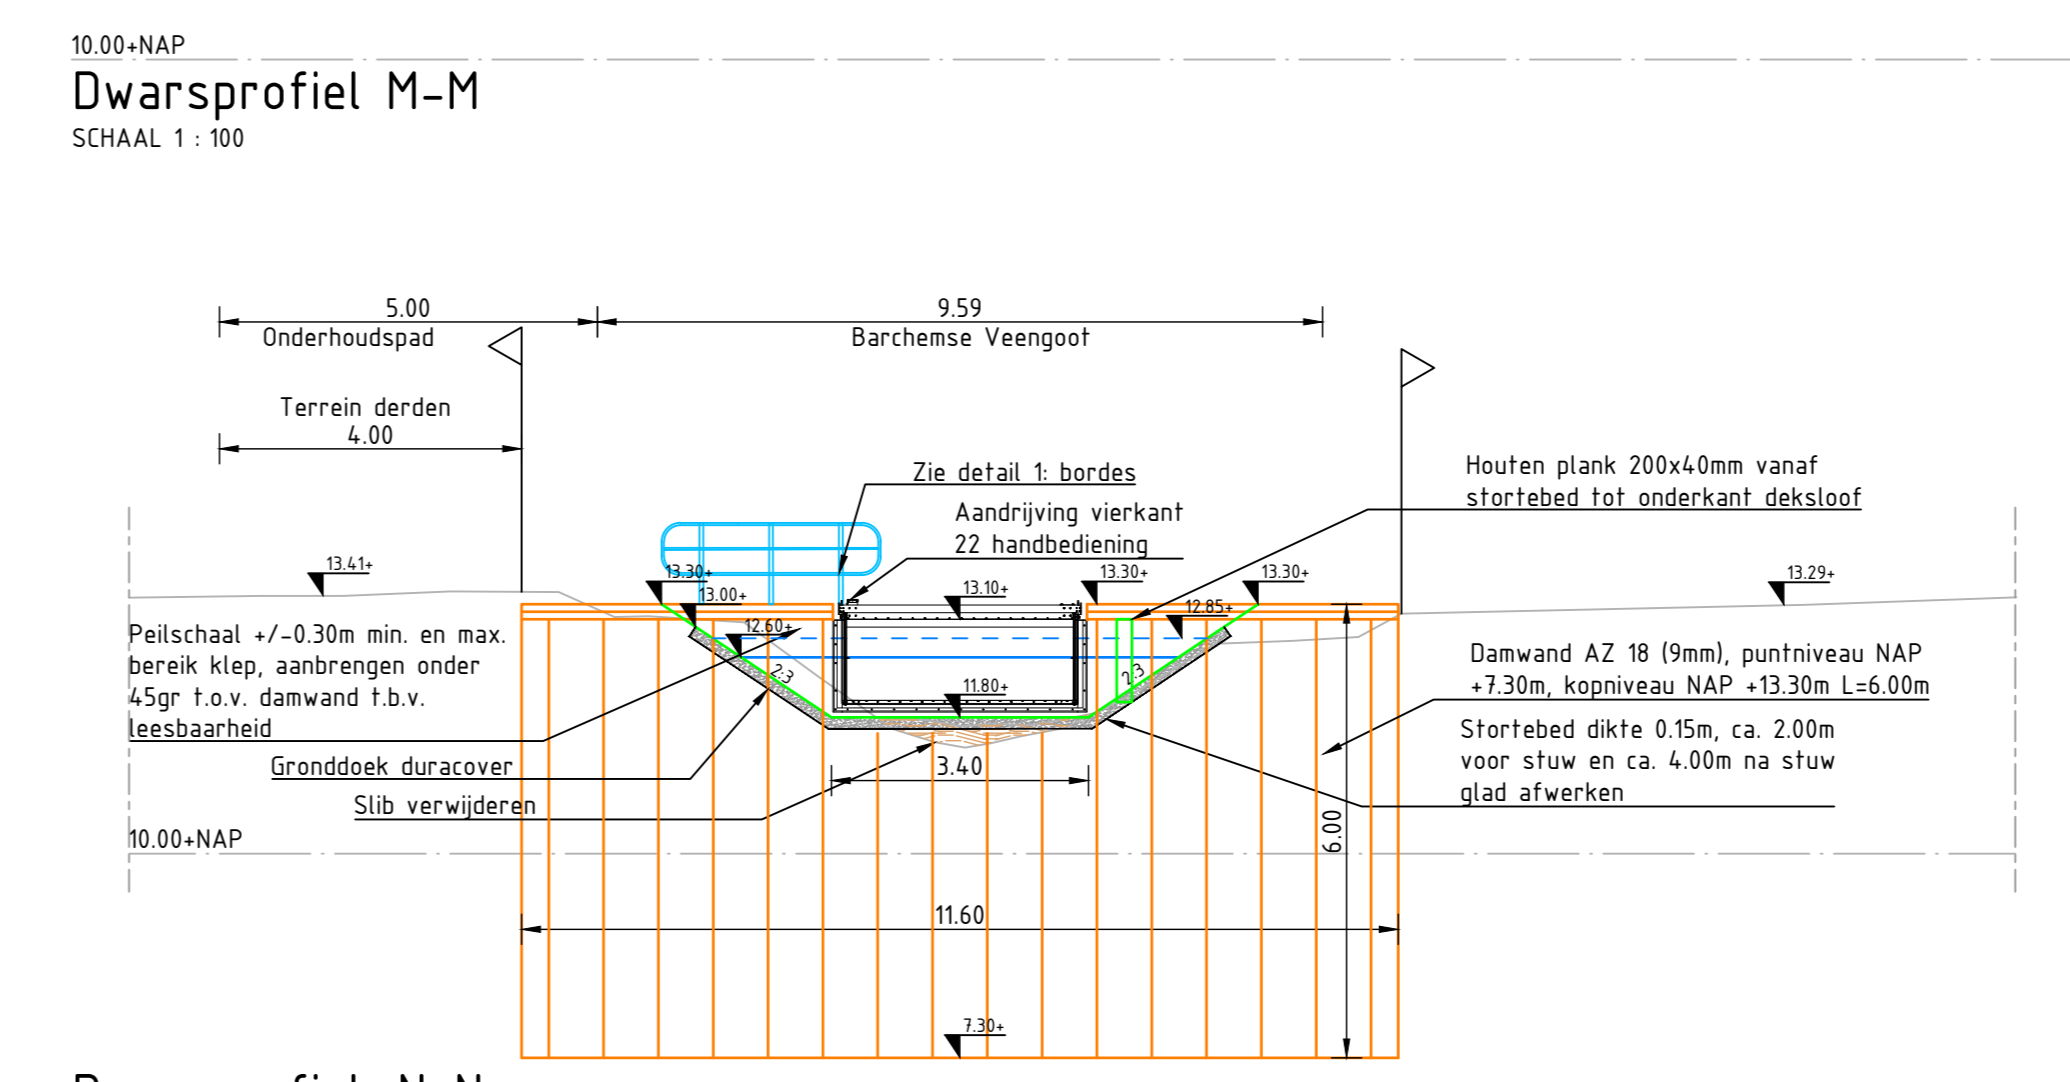 10.00+NAP
Dwarsprofiel M-M
SCHAAL 1 : 100
5.00
9.59
Onderhoudspad
Barchemse Veengoot
Terrein derden
4.00
Zie detail 1: bordes
Aandrijving vierkant
22 handbediening
Houten plank 200x40mm vanaf
stortebed tot onderkant deksloof
13.41+
13.30+
13.00+
12.60+
13.10+
13.30+
13.30+
12.85+
13.29+
Peilschaal +/-0.30m min. en max.
bereik klep, aanbrengen onder
45gr t.o.v. damwand t.b.v.
leesbaarheid
2:3
11.80+
2:3
Damwand AZ 18 (9mm), puntniveau NAP
+7.30m, kopniveau NAP +13.30m L=6.00m
Stortebed dikte 0.15m, ca. 2.00m
voor stuw en ca. 4.00m na stuw
glad afwerken
Gronddoek duracover
3.40
Slib verwijderen
6.00
10.00+NAP
11.60
7.30+